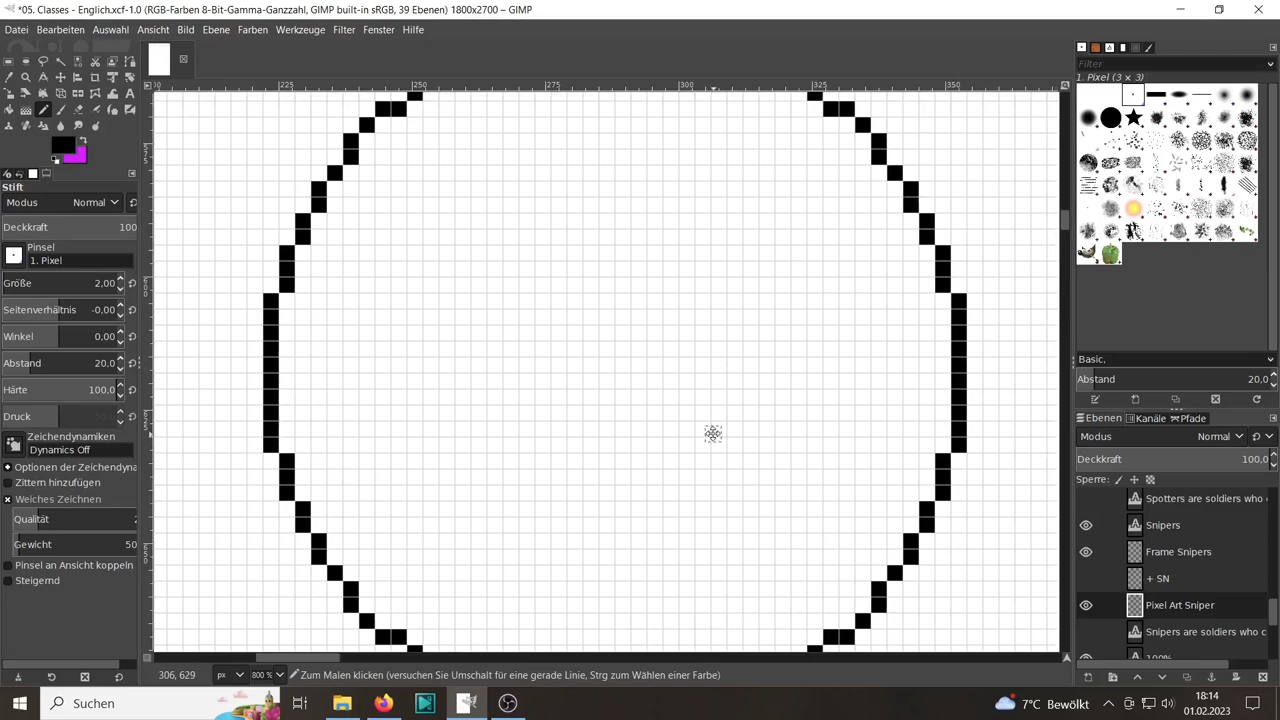 *05. Classes - Englich.xcf-1.0 (RGB-Farben 8-Bit-Gamma-Ganzzahl, GIMP built-in sRGB, 39 Ebenen) 1800x2700 – GIMP
Datei Bearbeiten Auswahl Ansicht Bild Ebene Farben Werkzeuge Filter Fenster Hilfe
225 250 275 300 325 350
Filter
1. Pixel (3 × 3)
Stift
Modus Normal
Deckkraft 100
Pinsel
1. Pixel
Größe 2,00
Seitenverhältnis -0,00
Winkel 0,00
Abstand 20,0
Härte 100,0
Druck
Zeichendynamiken
Dynamics Off
Optionen der Zeichendyna
Zittern hinzufügen
Weiches Zeichnen
Qualität 2
Gewicht 50
Pinsel an Ansicht koppeln
Steigernd
575
600
625
650
Basic.
Abstand 20,0
Ebenen Kanäle Pfade
Modus Normal
Deckkraft 100,0
Sperre:
Spotters are soldiers who
Snipers
Frame Snipers
+ SN
Pixel Art Sniper
Snipers are soldiers who c
100%
306, 629 px 800 % Zum Malen klicken (versuchen Sie Umschalt für eine gerade Linie, Strg zum Wählen einer Farbe)
Suchen
7°C Bewölkt
18:14
01.02.2023